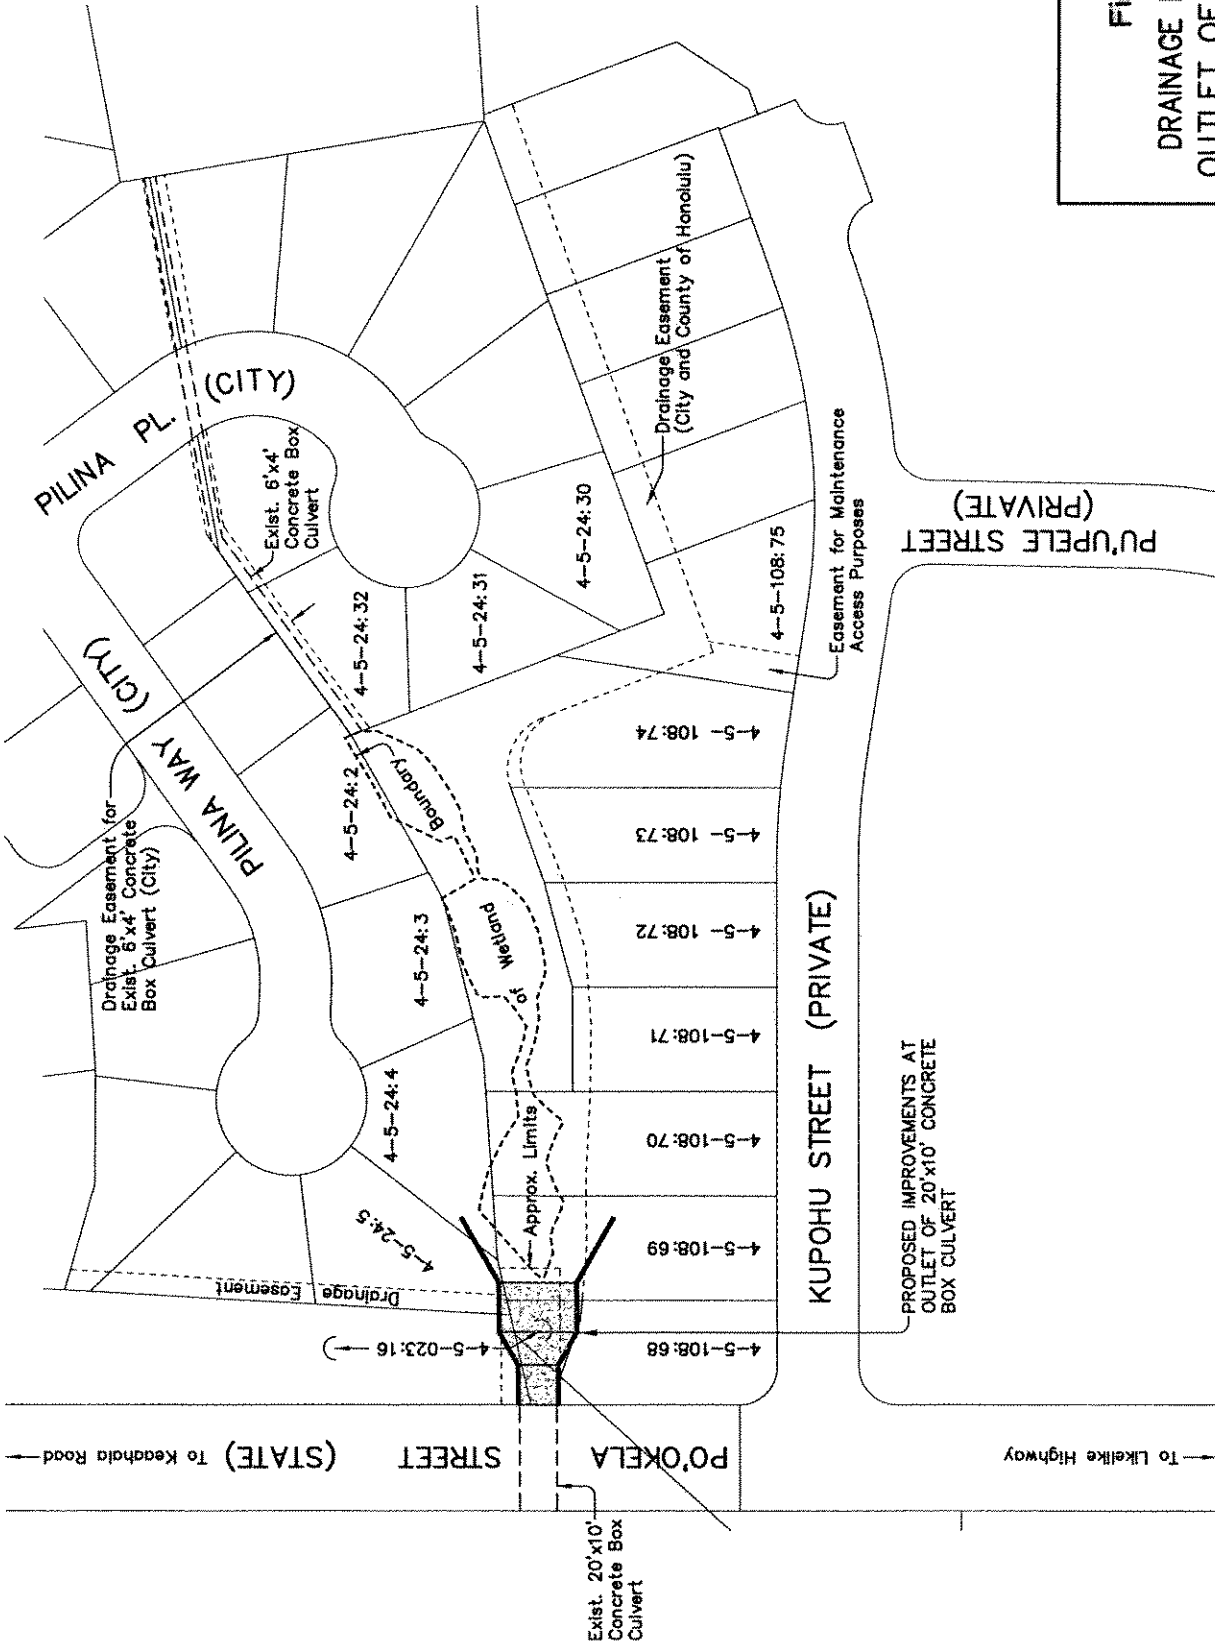 Fi
DRAINAGE
OUTLET OF
PILINA PL. (CITY)
Exist. 6'x4'
Concrete Box
Culvert
Drainage Easement
(City and County of Honolulu)
PILINA WAY (CITY)
Drainage Easement for
Exist. 6'x4' Concrete
Box Culvert (City)
4-5-24:32
4-5-24:31
4-5-24:30
4-5-108:75
Easement for Maintenance
Access Purposes
PU'UPELE STREET
(PRIVATE)
4-5-24:2
4-5-24:3
4-5-24:4
4-5-24:5
Approx. Limits
of
Wetland
Boundary
4-5- 108:74
4-5- 108:73
4-5- 108:72
4-5-108:71
4-5-108:70
4-5-108:69
4-5-108:68
KUPOHU STREET (PRIVATE)
PROPOSED IMPROVEMENTS AT
OUTLET OF 20'x10' CONCRETE
BOX CULVERT
Drainage Easement
4-5-023:16
PO'OKELA STREET (STATE)
To Keaahala Road
To Likelike Highway
Exist. 20'x10'
Concrete Box
Culvert